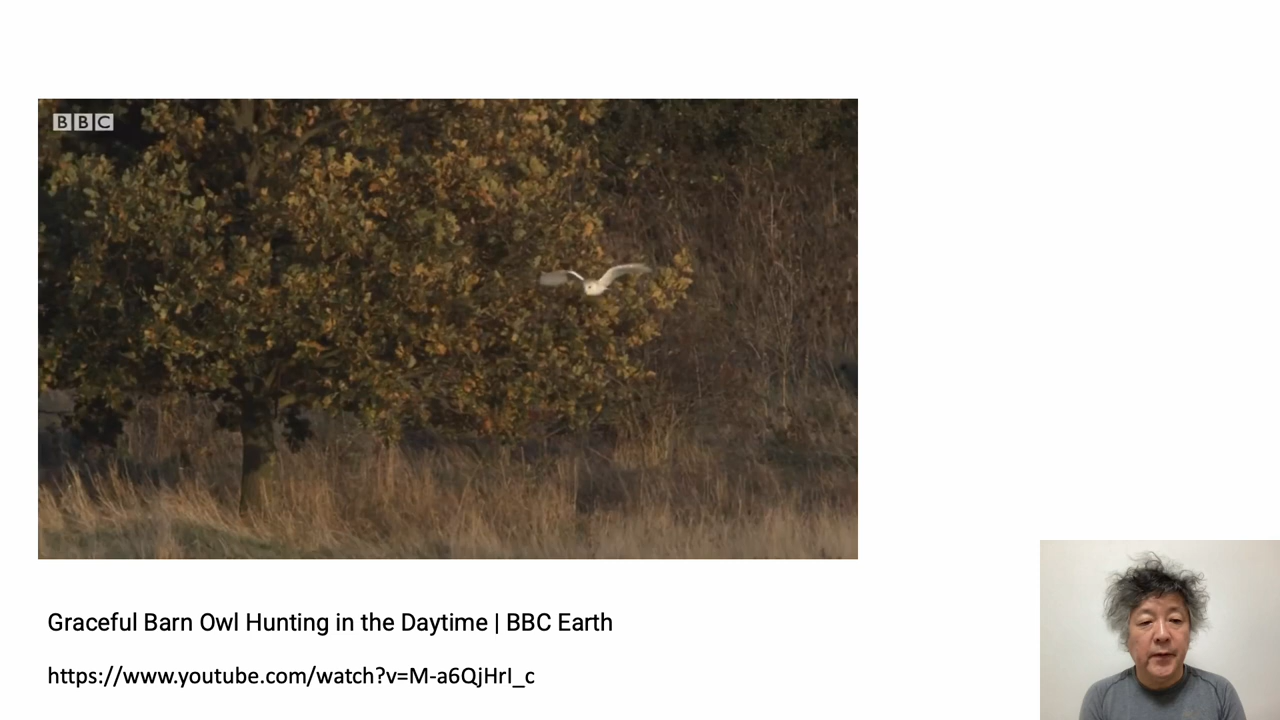 BBC
Graceful Barn Owl Hunting in the Daytime | BBC Earth
https://www.youtube.com/watch?v=M-a6QjHrI_c